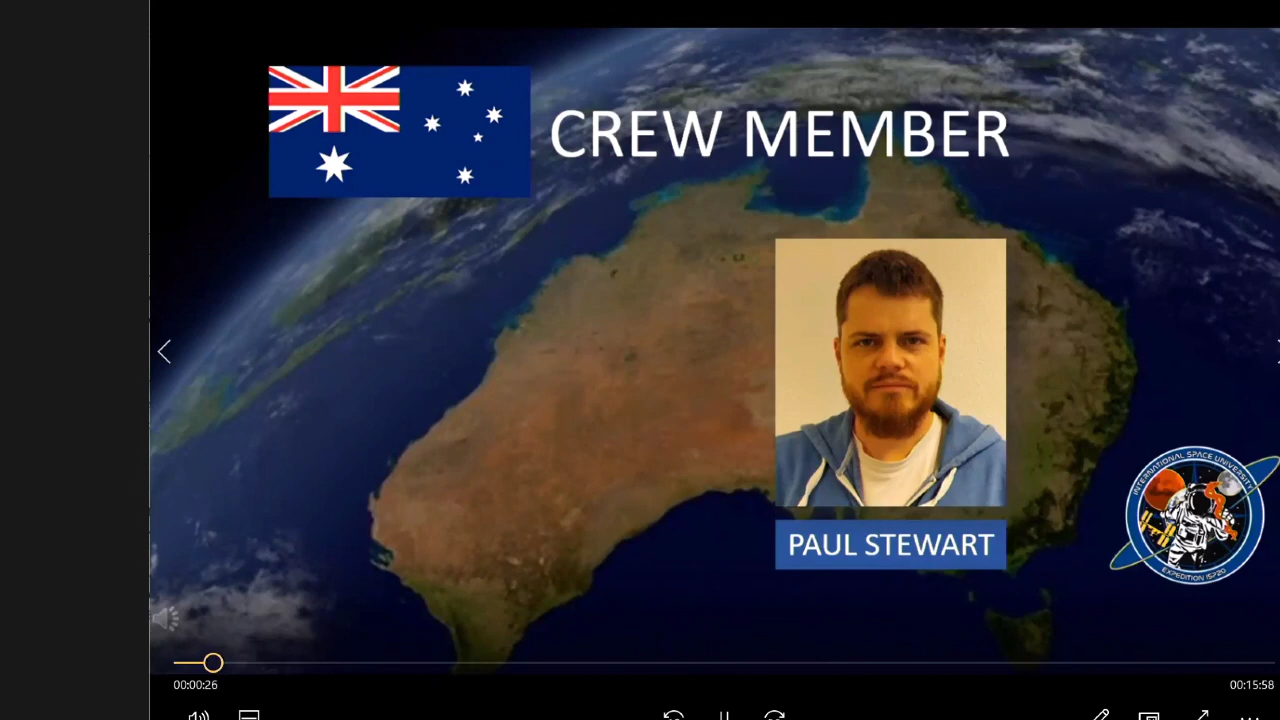 CREW MEMBER
PAUL STEWART
INTERNATIONAL SPACE UNIVERSITY
EXPEDITION ISP20
00:00:26
00:15:58